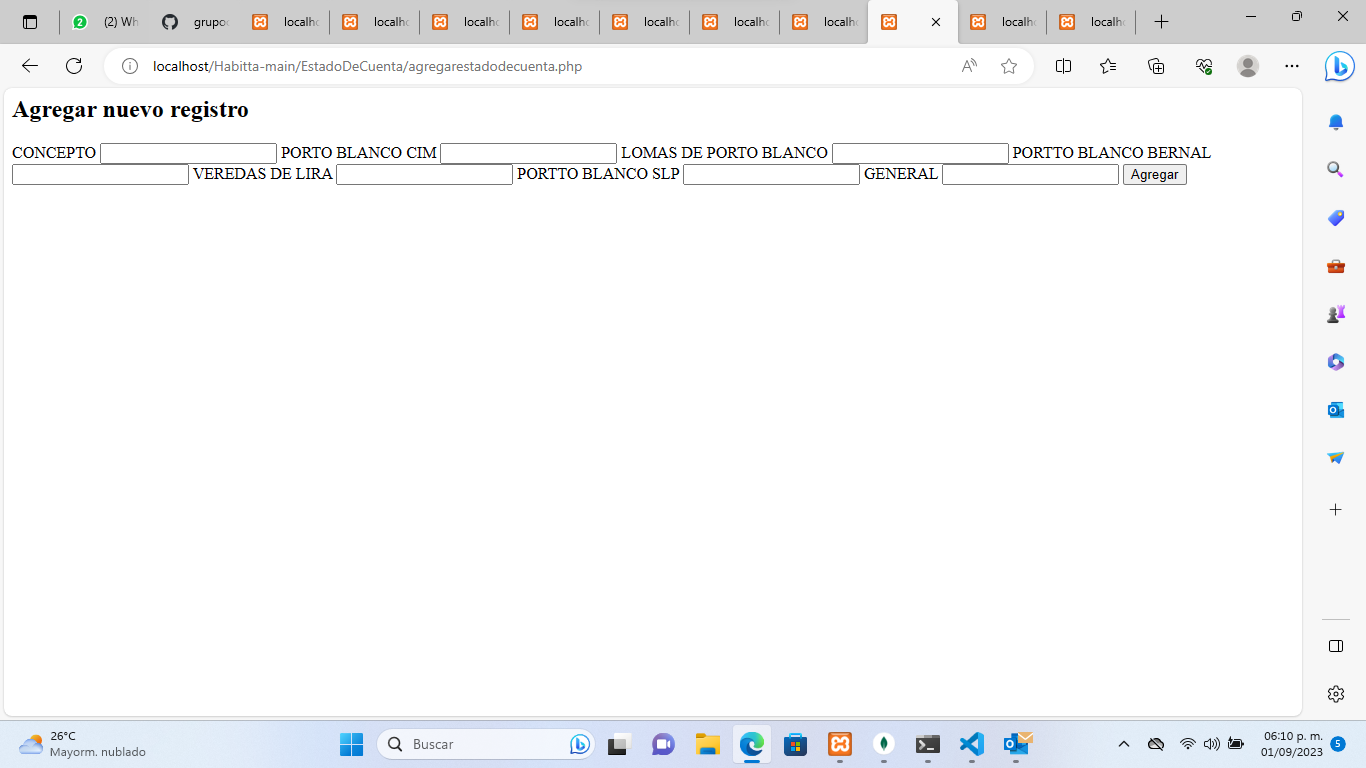 (2) Wh
grupo
localho
localho
localho
localho
localho
localho
localho
localho
localho
localhost/Habitta-main/EstadoDeCuenta/agregarestadodecuenta.php
Agregar nuevo registro
CONCEPTO PORTO BLANCO CIM LOMAS DE PORTO BLANCO PORTTO BLANCO BERNAL
VEREDAS DE LIRA PORTTO BLANCO SLP GENERAL Agregar
26°C
Mayorm. nublado
Buscar
06:10 p. m.
01/09/2023
5